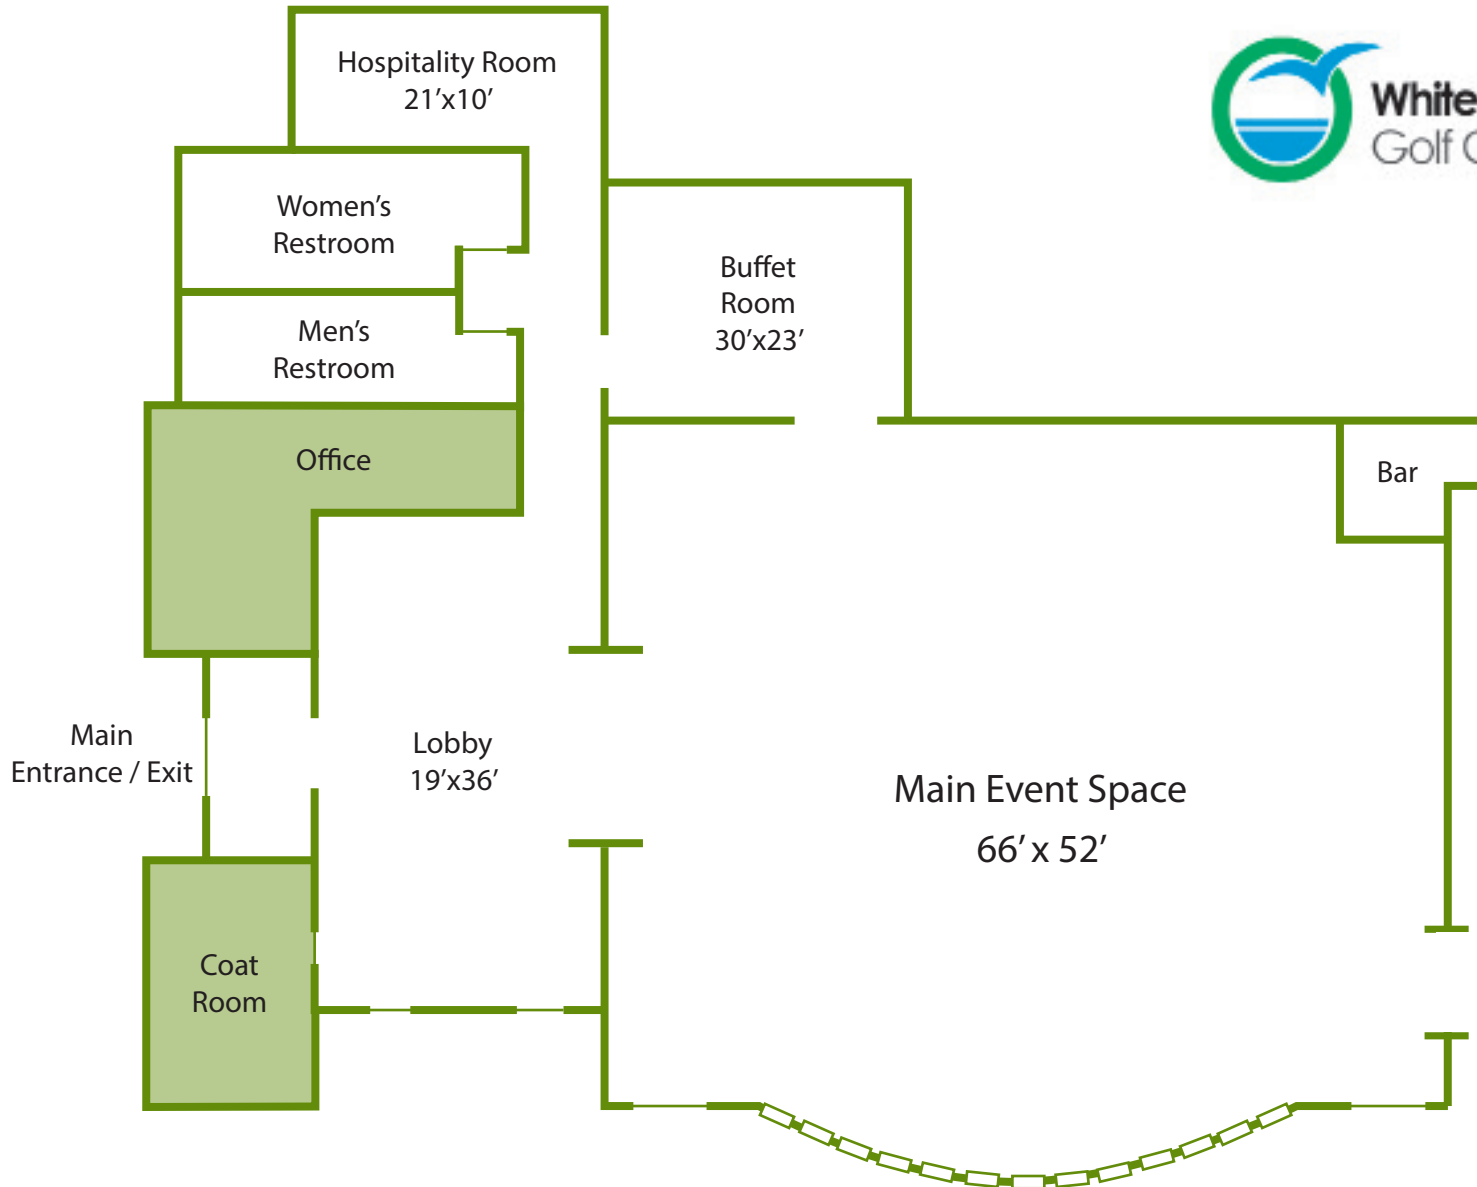 Hospitality Room
21’x10’
White
Golf
Women’s
Restroom
Buffet
Room
30’x23’
Men’s
Restroom
Office
Bar
Main
Entrance / Exit
Lobby
19’x36’
Main Event Space
66’ x 52’
Coat
Room